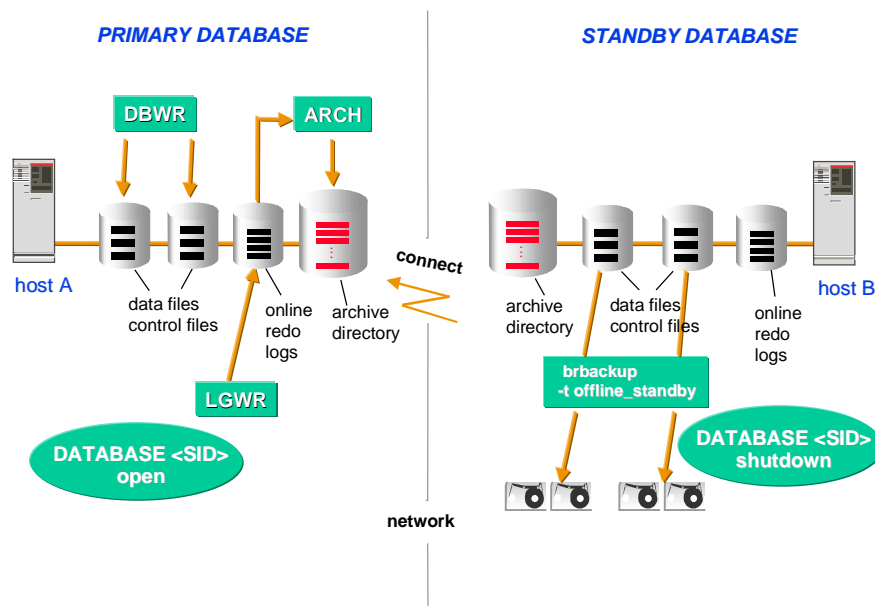 PRIMARY DATABASE
STANDBY DATABASE
DBWR
ARCH
connect
host A
data files
control files
online
redo
logs
archive
directory
archive
directory
data files
control files
online
redo
logs
host B
LGWR
brbackup
-t offline_standby
DATABASE <SID>
open
DATABASE <SID>
shutdown
network